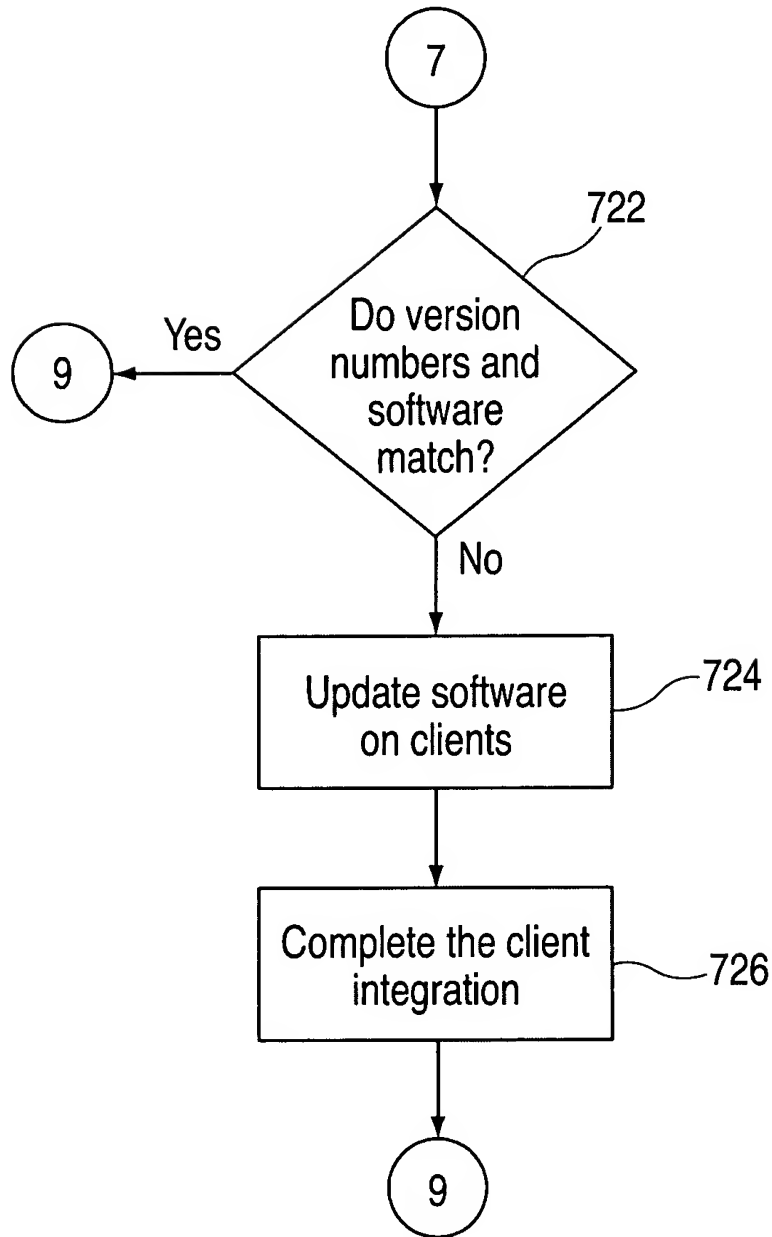 7
722
Do version
numbers and
software
match?
Yes
9
No
Update software
on clients
724
Complete the client
integration
726
9